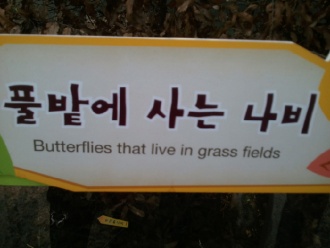 풀밭에 사는 나비
Butterflies that live in grass fields